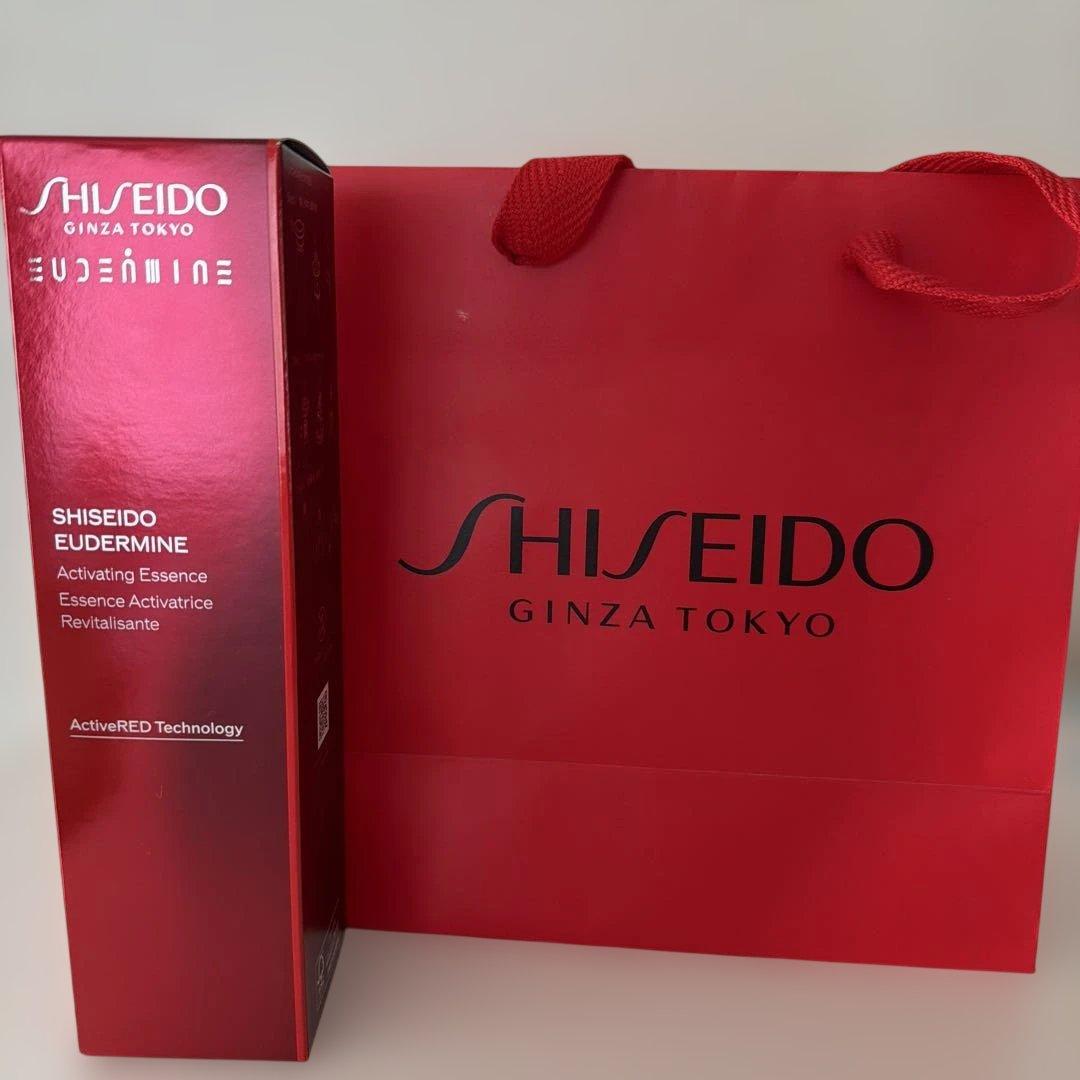 SHISEIDO
GINZA TOKYO
EUDERMINE
SHISEIDO
EUDERMINE
Activating Essence
Essence Activatrice
Revitalisante
ActiveRED Technology
SHISEIDO
GINZA TOKYO